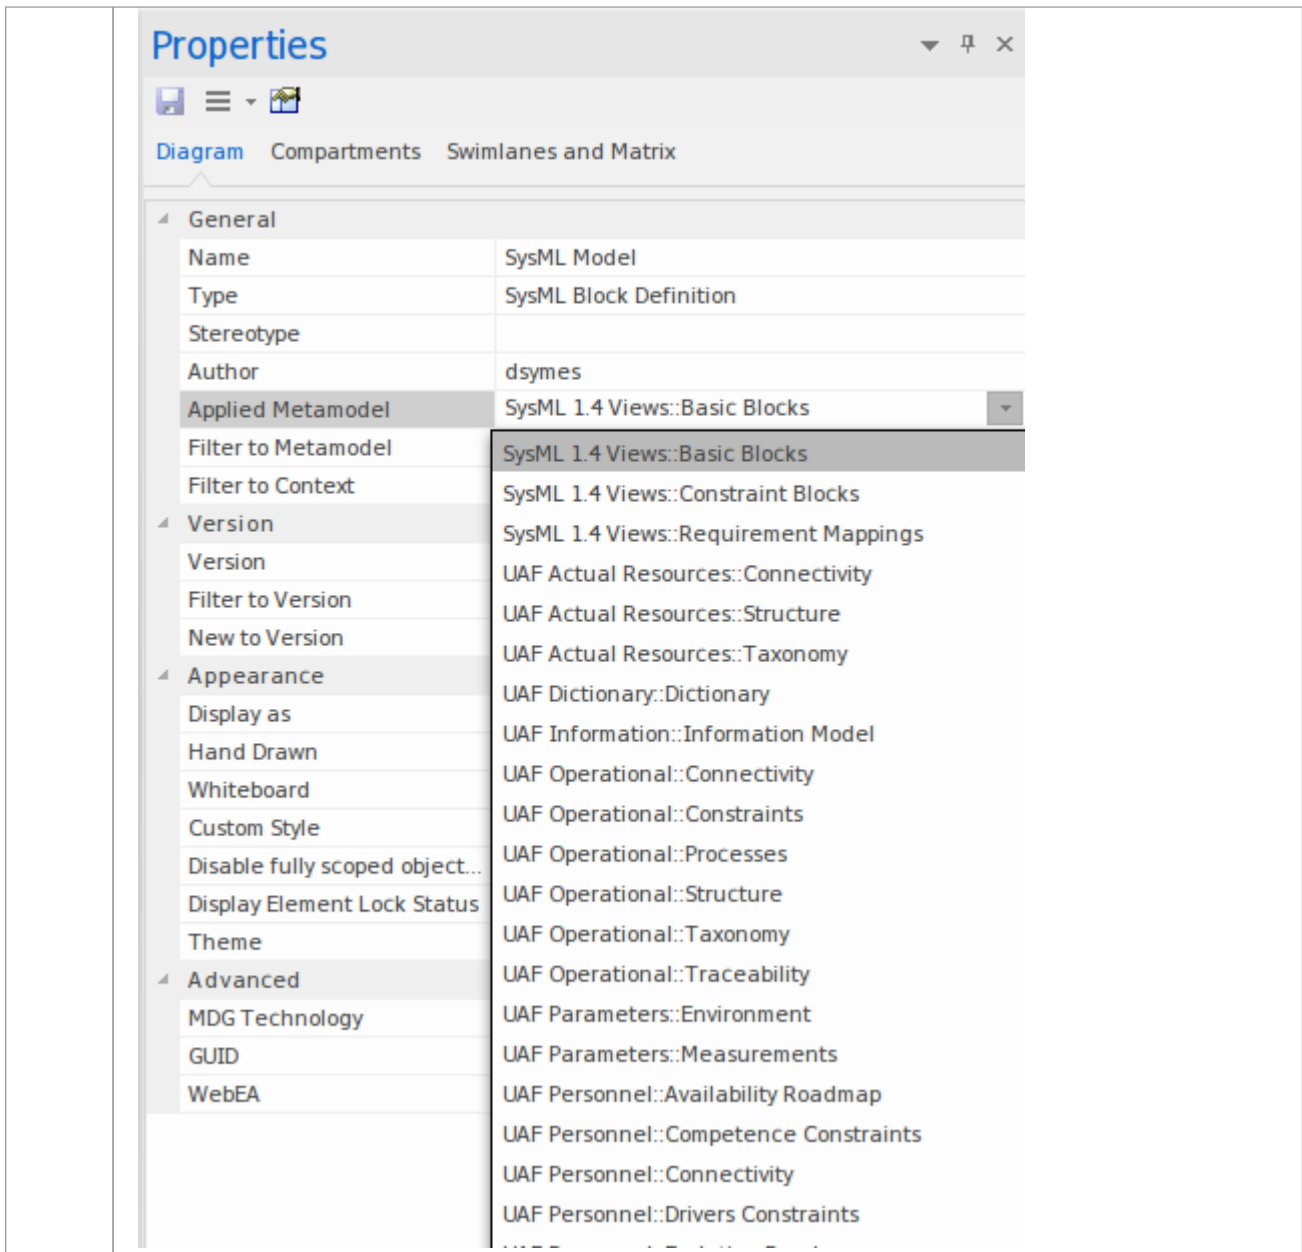 Properties
Diagram Compartments Swimlanes and Matrix
General
Name SysML Model
Type SysML Block Definition
Stereotype
Author dsymes
Applied Metamodel SysML 1.4 Views::Basic Blocks
Filter to Metamodel
Filter to Context
Version
Version
Filter to Version
New to Version
Appearance
Display as
Hand Drawn
Whiteboard
Custom Style
Disable fully scoped object...
Display Element Lock Status
Theme
Advanced
MDG Technology
GUID
WebEA
SysML 1.4 Views::Basic Blocks
SysML 1.4 Views::Constraint Blocks
SysML 1.4 Views::Requirement Mappings
UAF Actual Resources::Connectivity
UAF Actual Resources::Structure
UAF Actual Resources::Taxonomy
UAF Dictionary::Dictionary
UAF Information::Information Model
UAF Operational::Connectivity
UAF Operational::Constraints
UAF Operational::Processes
UAF Operational::Structure
UAF Operational::Taxonomy
UAF Operational::Traceability
UAF Parameters::Environment
UAF Parameters::Measurements
UAF Personnel::Availability Roadmap
UAF Personnel::Competence Constraints
UAF Personnel::Connectivity
UAF Personnel::Drivers Constraints